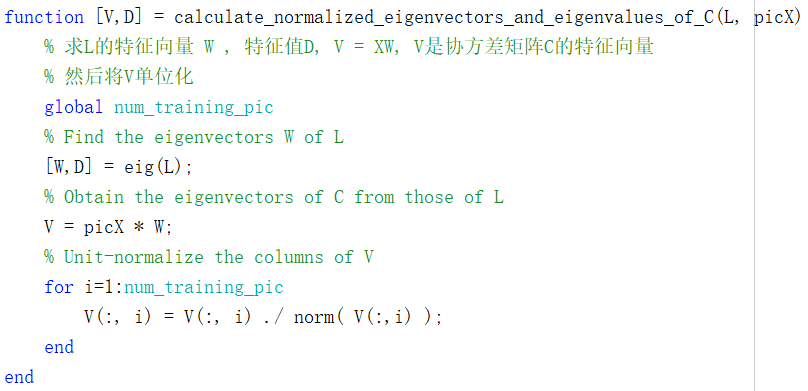 function [V,D] = calculate_normalized_eigenvectors_and_eigenvalues_of_C(L, picX)
% 求L的特征向量 W , 特征值D, V = XW, V是协方差矩阵C的特征向量
% 然后将V单位化
global num_training_pic
% Find the eigenvectors W of L
[W,D] = eig(L);
% Obtain the eigenvectors of C from those of L
V = picX * W;
% Unit-normalize the columns of V
for i=1:num_training_pic
V(:, i) = V(:, i) ./ norm( V(:,i) );
end
end